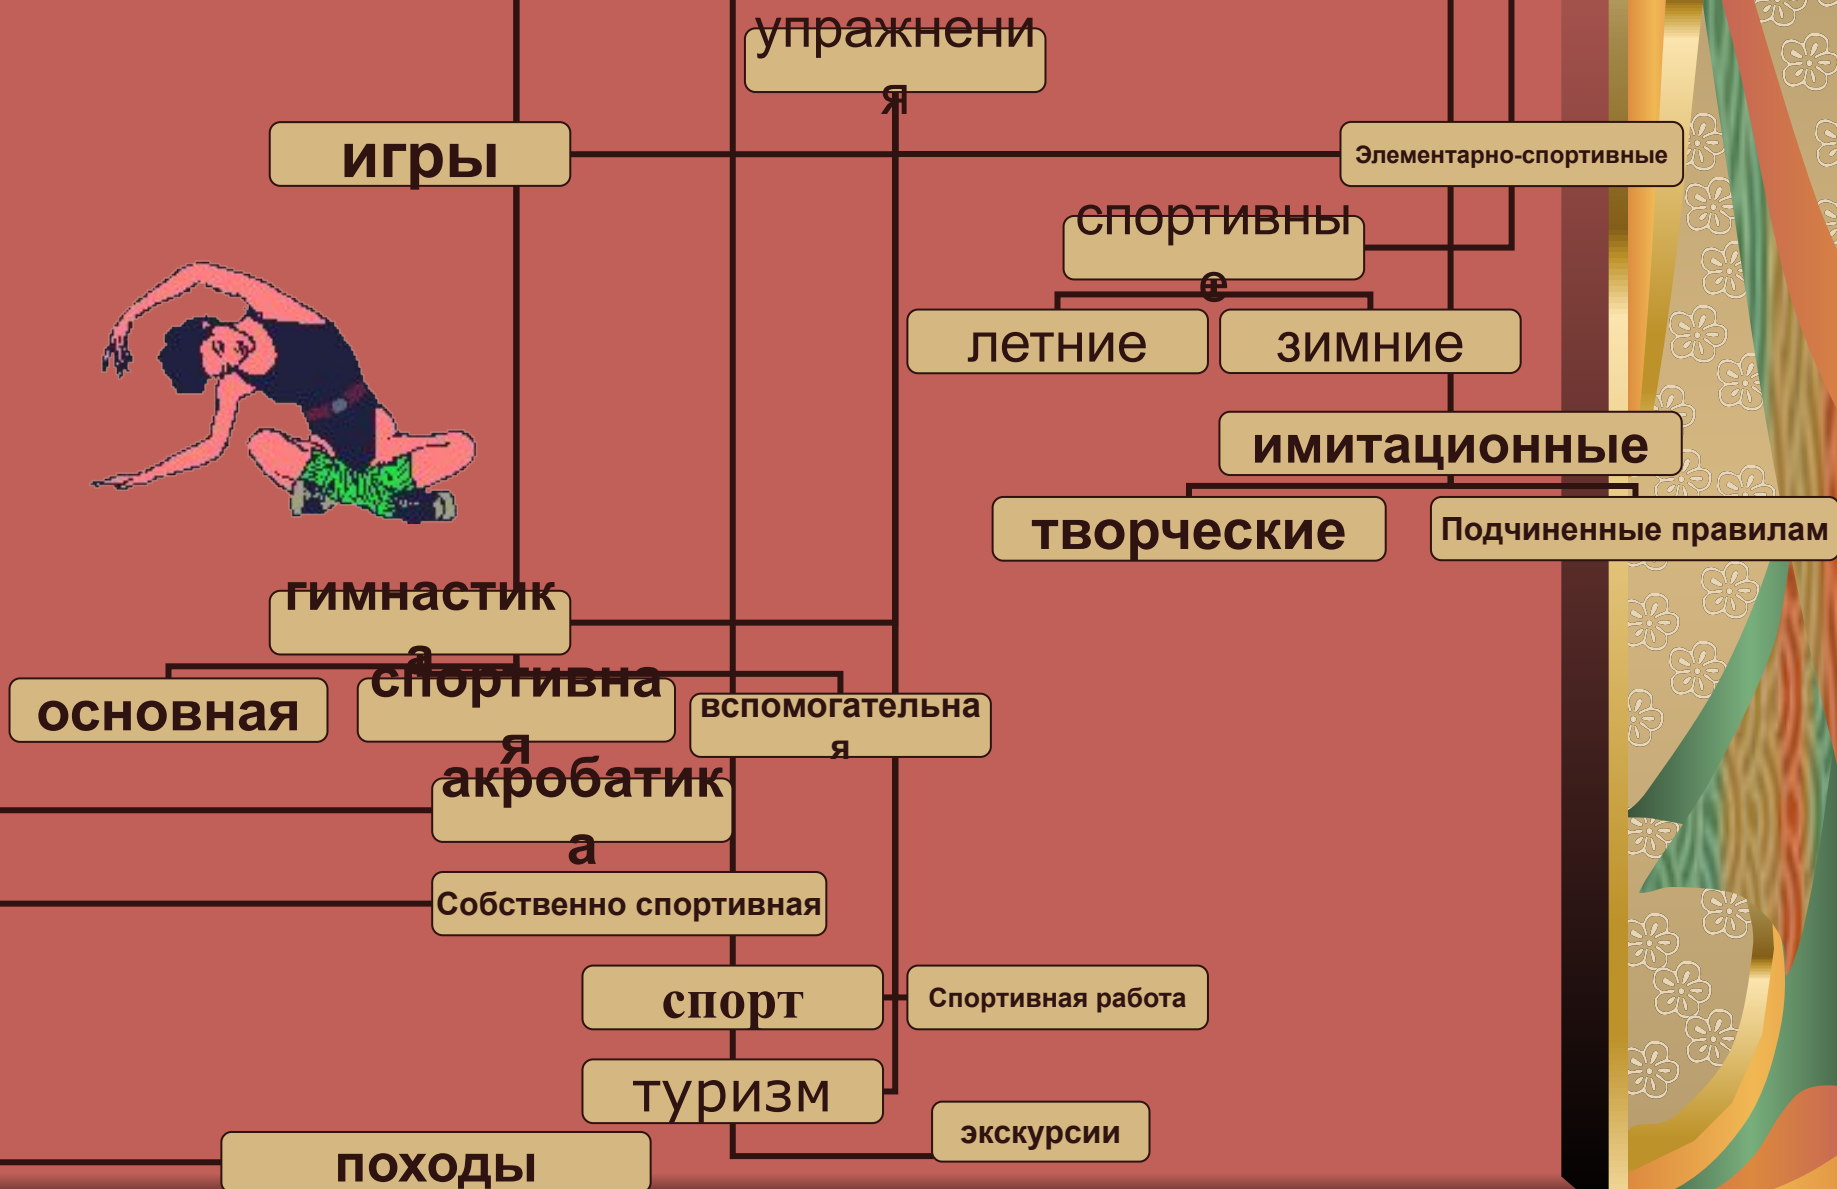 упражнени
я
игры
Элементарно-спортивные
спортивны
е
летние
зимние
имитационные
творческие
Подчиненные правилам
гимнастик
а
основная
спортивна
я
вспомогательна
я
акробатик
а
Собственно спортивная
спорт
Спортивная работа
туризм
экскурсии
походы